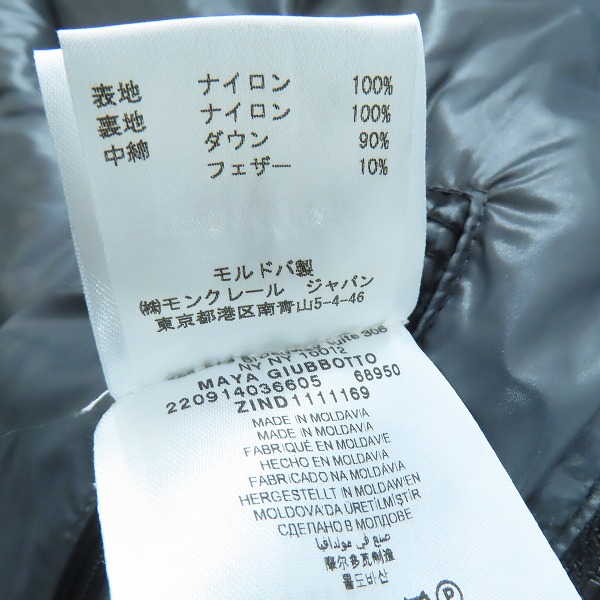 表地 ナイロン 100%
裏地 ナイロン 100%
中綿 ダウン 90%
フェザー 10%
モルドバ製
㈱モンクレール ジャパン
東京都港区南青山5-4-46
suite 306
NY NY 10012
MAYA GIUBBOTTO
220914036605 68950
ZIND1111169
MADE IN MOLDAVIA
MADE IN MOLDAVIA
FABRIQUÉ EN MOLDAVIE
HECHO EN MOLDAVIA
FABRICADO NA MOLDÁVIA
HERGESTELLT IN MOLDAWIEN
MOLDOVA'DA ÜRETİLMİŞTİR
СДЕЛАНО В МОЛДОВЕ
صنع في مولدافيا
摩尔多瓦制造
몰도바산
P